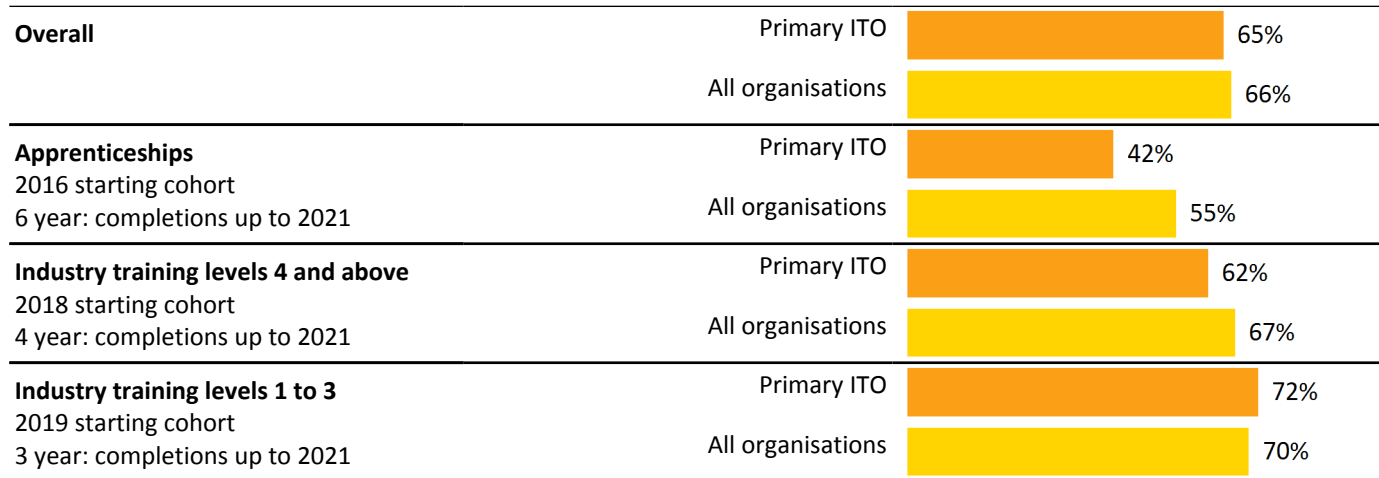 Overall
Primary ITO 65%
All organisations 66%
Apprenticeships
2016 starting cohort
6 year: completions up to 2021
Primary ITO 42%
All organisations 55%
Industry training levels 4 and above
2018 starting cohort
4 year: completions up to 2021
Primary ITO 62%
All organisations 67%
Industry training levels 1 to 3
2019 starting cohort
3 year: completions up to 2021
Primary ITO 72%
All organisations 70%